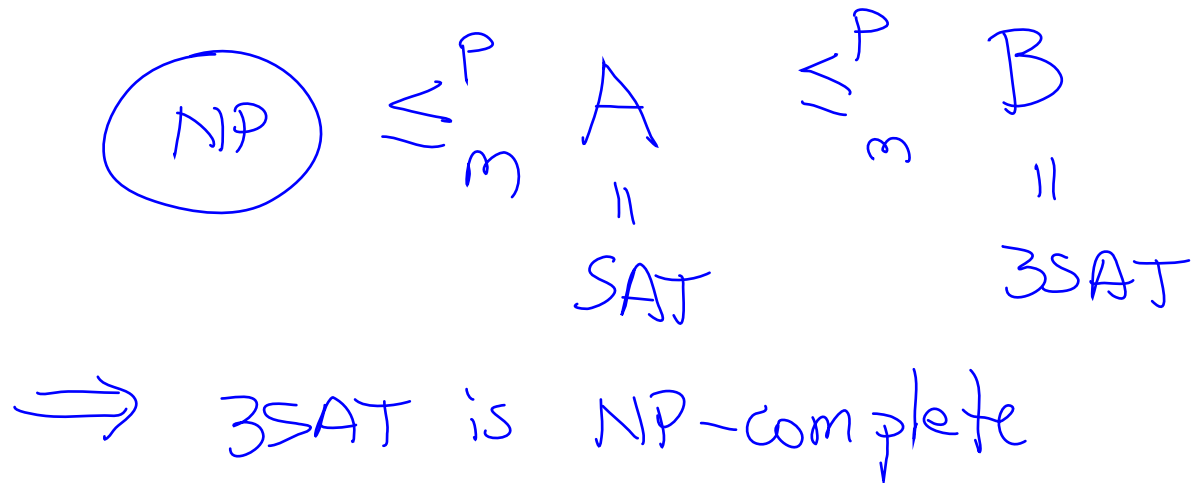 NP ≤ᵖₘ A ≤ᵖₘ B
= =
SAT 3SAT
⟹ 3SAT is NP-complete